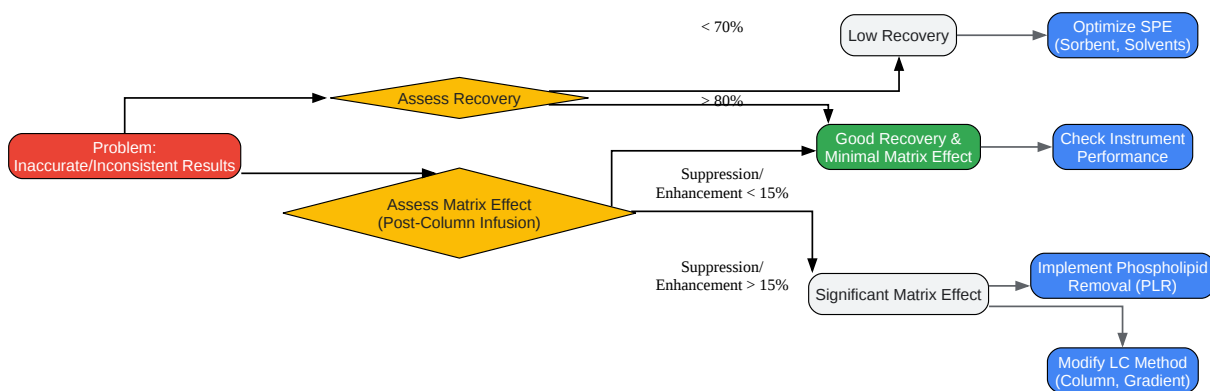 < 70%
Low Recovery
Optimize SPE
(Sorbent, Solvents)
Assess Recovery
> 80%
Problem:
Inaccurate/Inconsistent Results
Good Recovery &
Minimal Matrix Effect
Check Instrument
Performance
Assess Matrix Effect
(Post-Column Infusion)
Suppression/
Enhancement < 15%
Suppression/
Enhancement > 15%
Significant Matrix Effect
Implement Phospholipid
Removal (PLR)
Modify LC Method
(Column, Gradient)